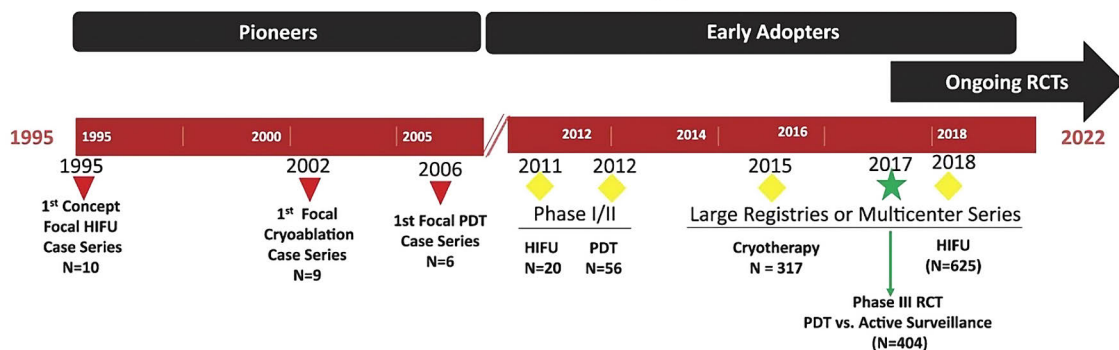 Pioneers
Early Adopters
Ongoing RCTs
1995
1995
2000
2005
2012
2014
2016
2018
2022
1995
2002
2006
2011
2012
2015
2017
2018
1st Concept
Focal HIFU
Case Series
N=10
1st Focal
Cryoablation
Case Series
N=9
1st Focal PDT
Case Series
N=6
Phase I/II
HIFU
N=20
PDT
N=56
Large Registries or Multicenter Series
Cryotherapy
N = 317
HIFU
(N=625)
Phase III RCT
PDT vs. Active Surveillance
(N=404)